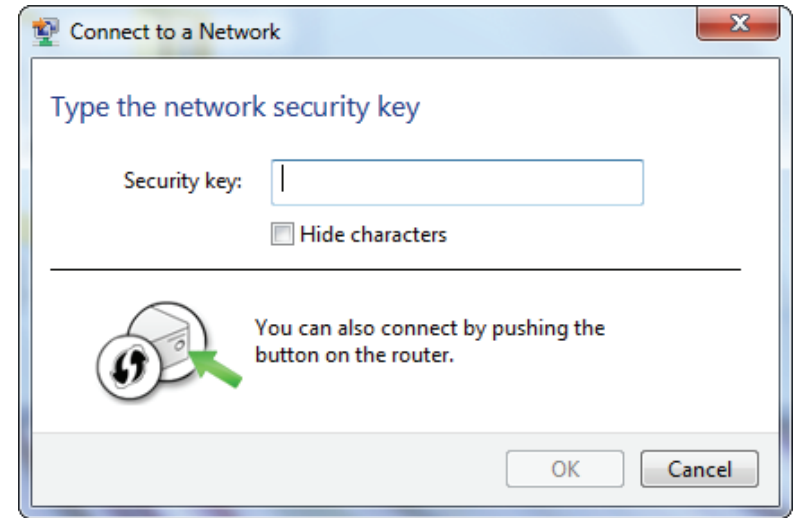 Connect to a Network
Type the network security key
Security key:
Hide characters
You can also connect by pushing the
button on the router.
OK
Cancel